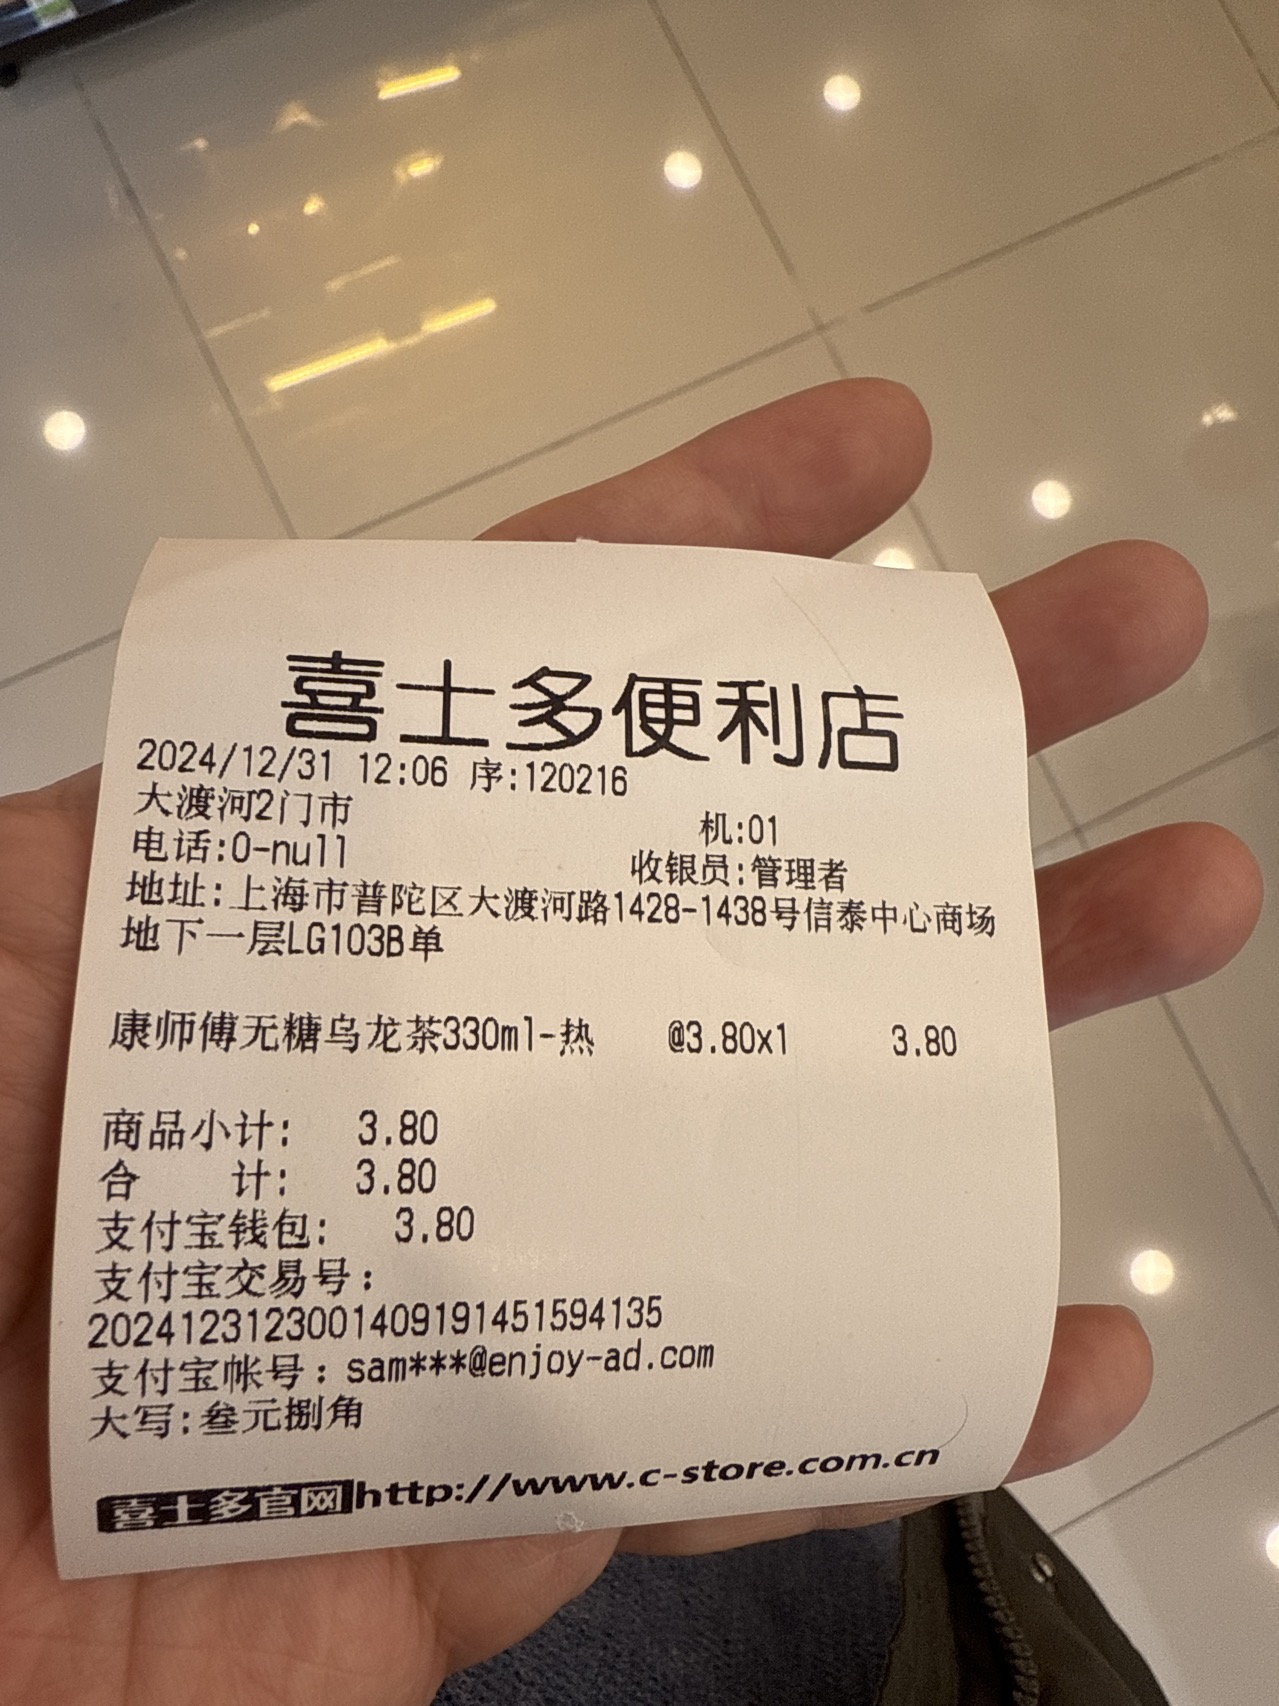 喜士多便利店
2024/12/31 12:06 序:120216
大渡河2门市 机:01
电话:0-null 收银员:管理者
地址:上海市普陀区大渡河路1428-1438号信泰中心商场
地下一层LG103B单
康师傅无糖乌龙茶330ml-热 @3.80x1 3.80
商品小计: 3.80
合 计: 3.80
支付宝钱包: 3.80
支付宝交易号:
2024123123001409191451594135
支付宝帐号:sam***@enjoy-ad.com
大写:叁元捌角
喜士多官网http://www.c-store.com.cn